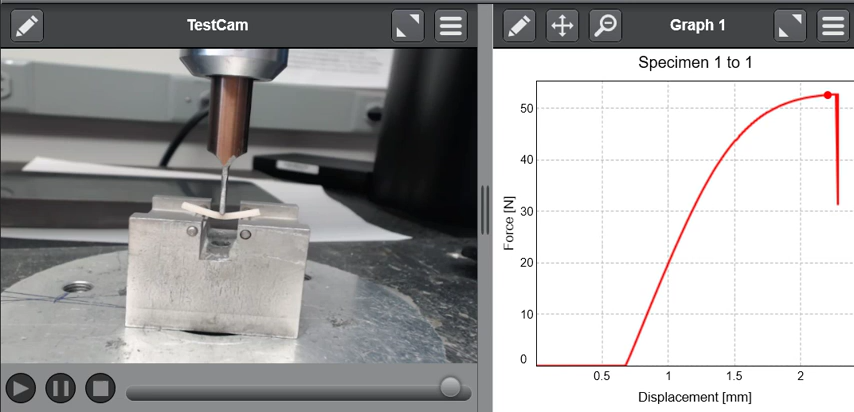 TestCam
Graph 1
Specimen 1 to 1
50
40
30
20
10
0
Force [N]
0.5
1
1.5
2
Displacement [mm]